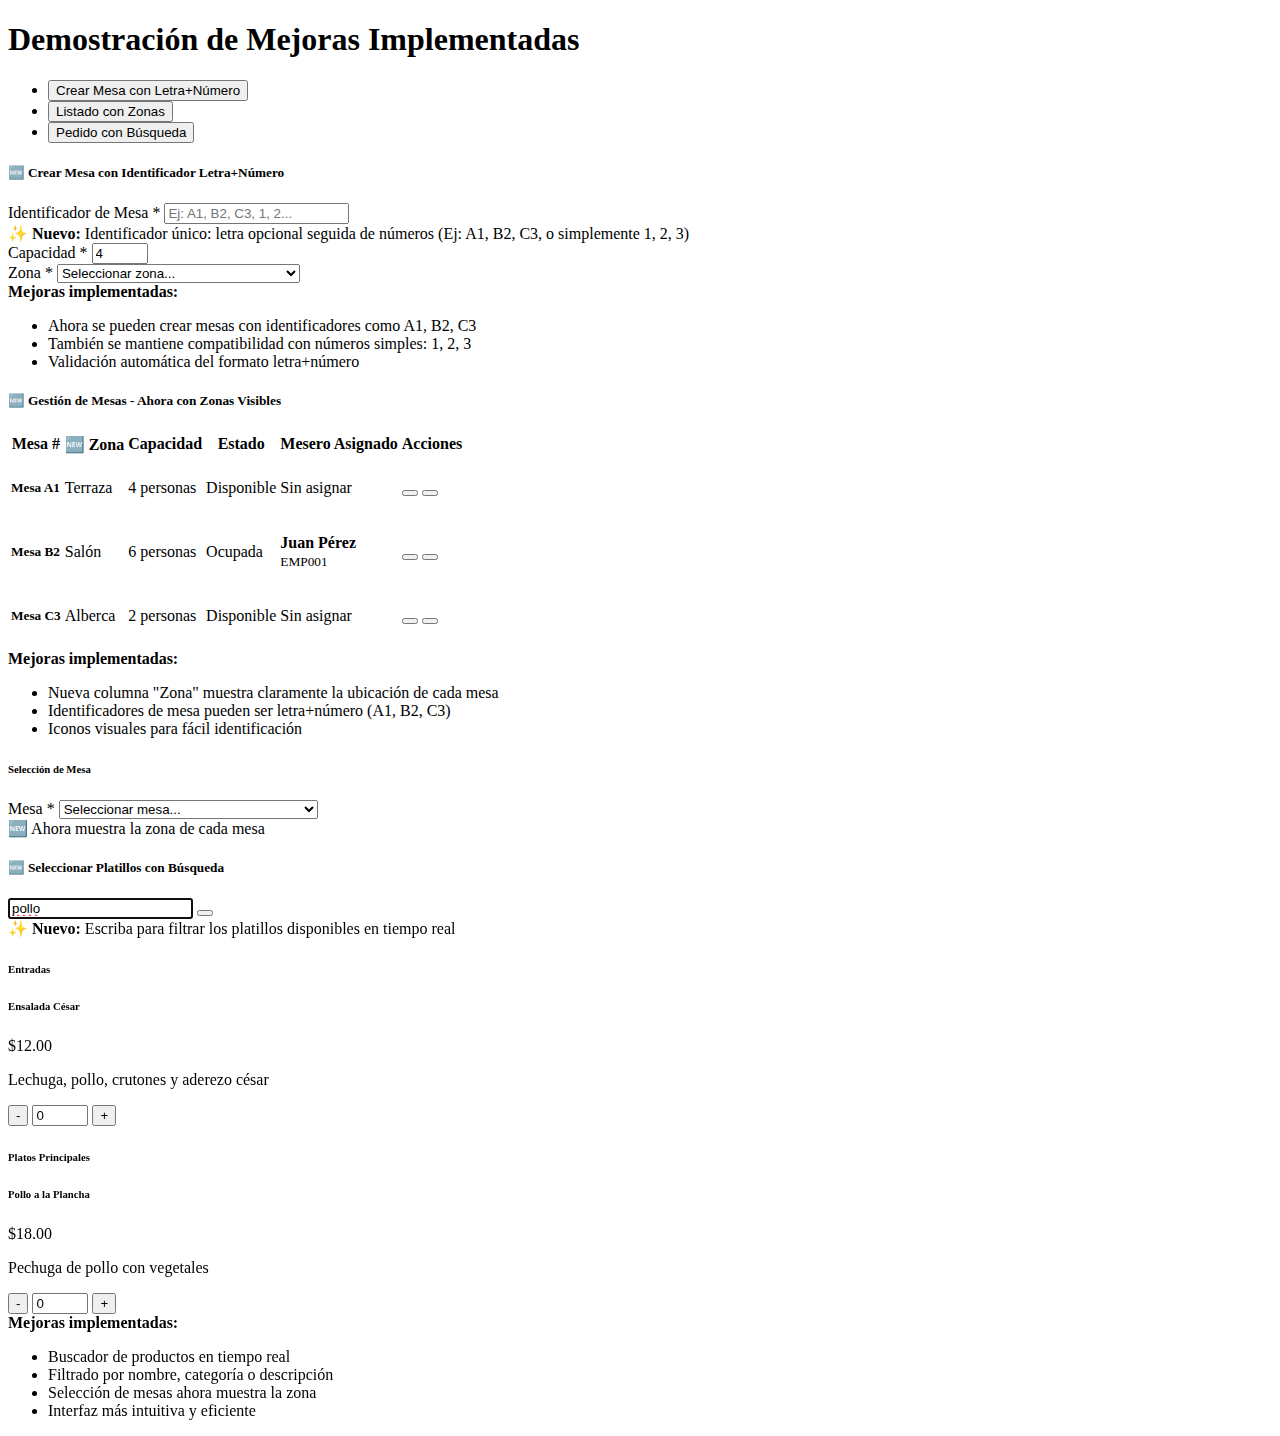 Demostración de Mejoras Implementadas
Crear Mesa con Letra+Número
Listado con Zonas
Pedido con Búsqueda
🆕 Crear Mesa con Identificador Letra+Número
Identificador de Mesa * Ej: A1, B2, C3, 1, 2...
✨ Nuevo: Identificador único: letra opcional seguida de números (Ej: A1, B2, C3, o simplemente 1, 2, 3)
Capacidad * 4
Zona * Seleccionar zona...
Mejoras implementadas:
Ahora se pueden crear mesas con identificadores como A1, B2, C3
También se mantiene compatibilidad con números simples: 1, 2, 3
Validación automática del formato letra+número
🆕 Gestión de Mesas - Ahora con Zonas Visibles
Mesa # 🆕 Zona Capacidad Estado Mesero Asignado Acciones
Mesa A1 Terraza 4 personas Disponible Sin asignar
Mesa B2 Salón 6 personas Ocupada Juan Pérez
EMP001
Mesa C3 Alberca 2 personas Disponible Sin asignar
Mejoras implementadas:
Nueva columna "Zona" muestra claramente la ubicación de cada mesa
Identificadores de mesa pueden ser letra+número (A1, B2, C3)
Iconos visuales para fácil identificación
Selección de Mesa
Mesa * Seleccionar mesa...
🆕 Ahora muestra la zona de cada mesa
🆕 Seleccionar Platillos con Búsqueda
pollo
✨ Nuevo: Escriba para filtrar los platillos disponibles en tiempo real
Entradas
Ensalada César
$12.00
Lechuga, pollo, crutones y aderezo césar
- 0 +
Platos Principales
Pollo a la Plancha
$18.00
Pechuga de pollo con vegetales
- 0 +
Mejoras implementadas:
Buscador de productos en tiempo real
Filtrado por nombre, categoría o descripción
Selección de mesas ahora muestra la zona
Interfaz más intuitiva y eficiente